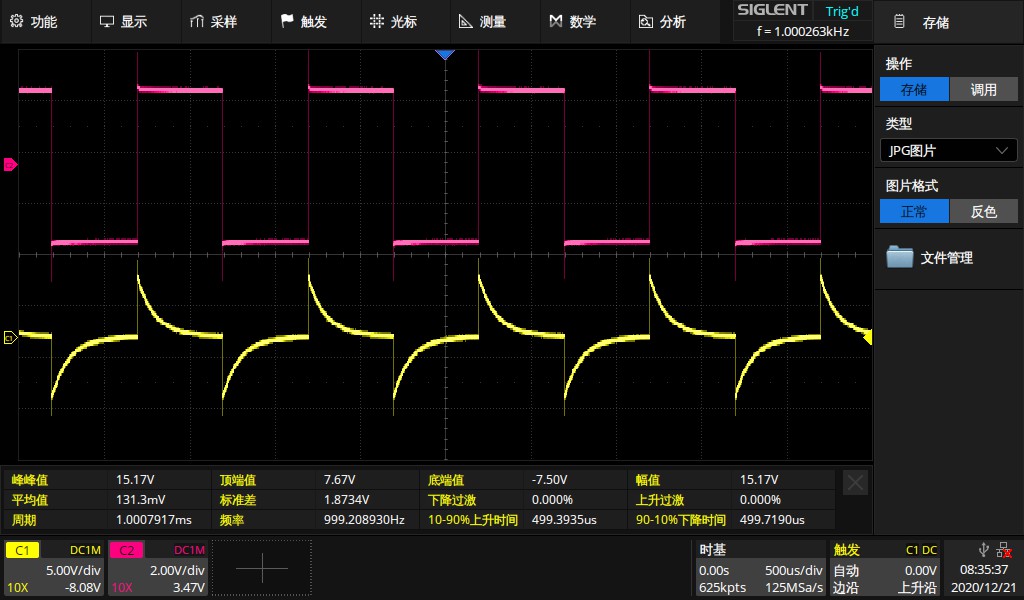 功能 显示 采样 触发 光标 测量 数学 分析
SIGLENT Trig'd
f = 1.000263kHz
存储
操作
存储 调用
类型
JPG图片
图片格式
正常 反色
文件管理
C1
峰峰值 15.17V 顶端值 7.67V 底端值 -7.50V 幅值 15.17V
平均值 131.3mV 标准差 1.8734V 下降过激 0.000% 上升过激 0.000%
周期 1.0007917ms 频率 999.208930Hz 10-90%上升时间 499.3935us 90-10%下降时间 499.7190us
C1 DC1M
5.00V/div
10X -8.08V
C2 DC1M
2.00V/div
10X 3.47V
时基
0.00s 500us/div
625kpts 125MSa/s
触发 C1 DC
自动 0.00V
边沿 上升沿
08:35:37
2020/12/21